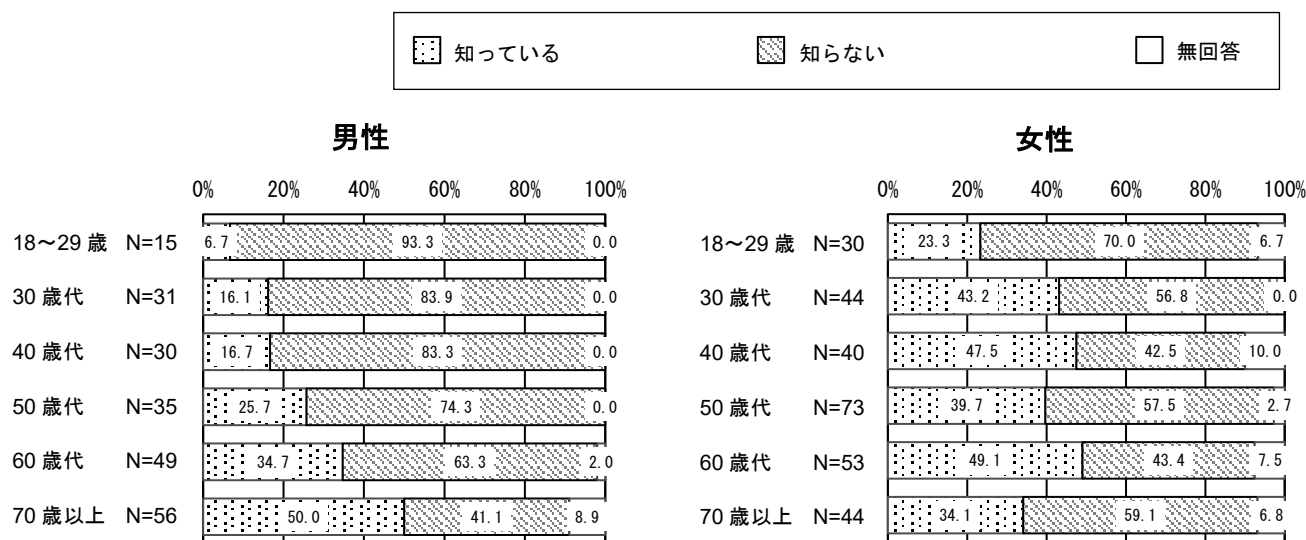 知っている 知らない 無回答
男性
0% 20% 40% 60% 80% 100%
18～29 歳 N=15 6.7 93.3 0.0
30 歳代 N=31 16.1 83.9 0.0
40 歳代 N=30 16.7 83.3 0.0
50 歳代 N=35 25.7 74.3 0.0
60 歳代 N=49 34.7 63.3 2.0
70 歳以上 N=56 50.0 41.1 8.9
女性
0% 20% 40% 60% 80% 100%
18～29 歳 N=30 23.3 70.0 6.7
30 歳代 N=44 43.2 56.8 0.0
40 歳代 N=40 47.5 42.5 10.0
50 歳代 N=73 39.7 57.5 2.7
60 歳代 N=53 49.1 43.4 7.5
70 歳以上 N=44 34.1 59.1 6.8